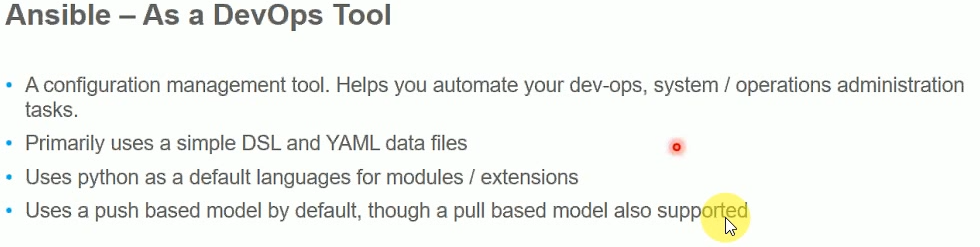 Ansible – As a DevOps Tool
• A configuration management tool. Helps you automate your dev-ops, system / operations administration
tasks.
• Primarily uses a simple DSL and YAML data files
• Uses python as a default languages for modules / extensions
• Uses a push based model by default, though a pull based model also supported